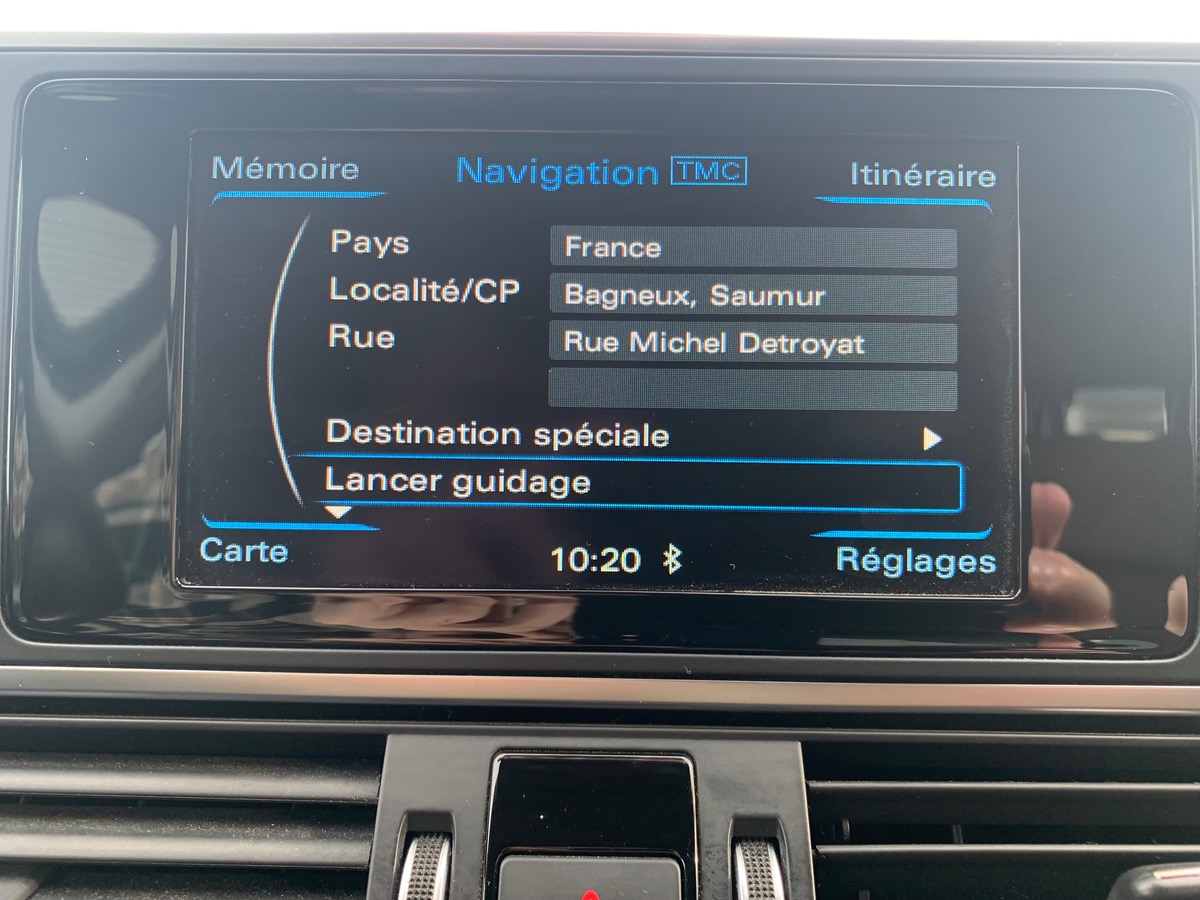 Mémoire Navigation TMC Itinéraire
Pays France
Localité/CP Bagneux, Saumur
Rue Rue Michel Detroyat
Destination spéciale
Lancer guidage
Carte 10:20 Réglages